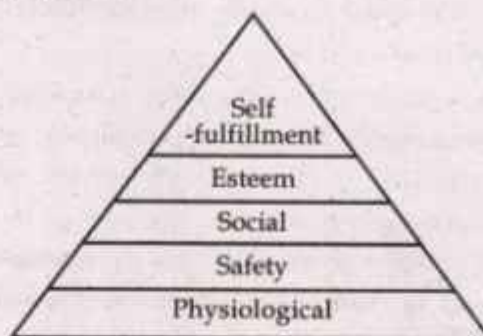 Self
-fulfillment
Esteem
Social
Safety
Physiological